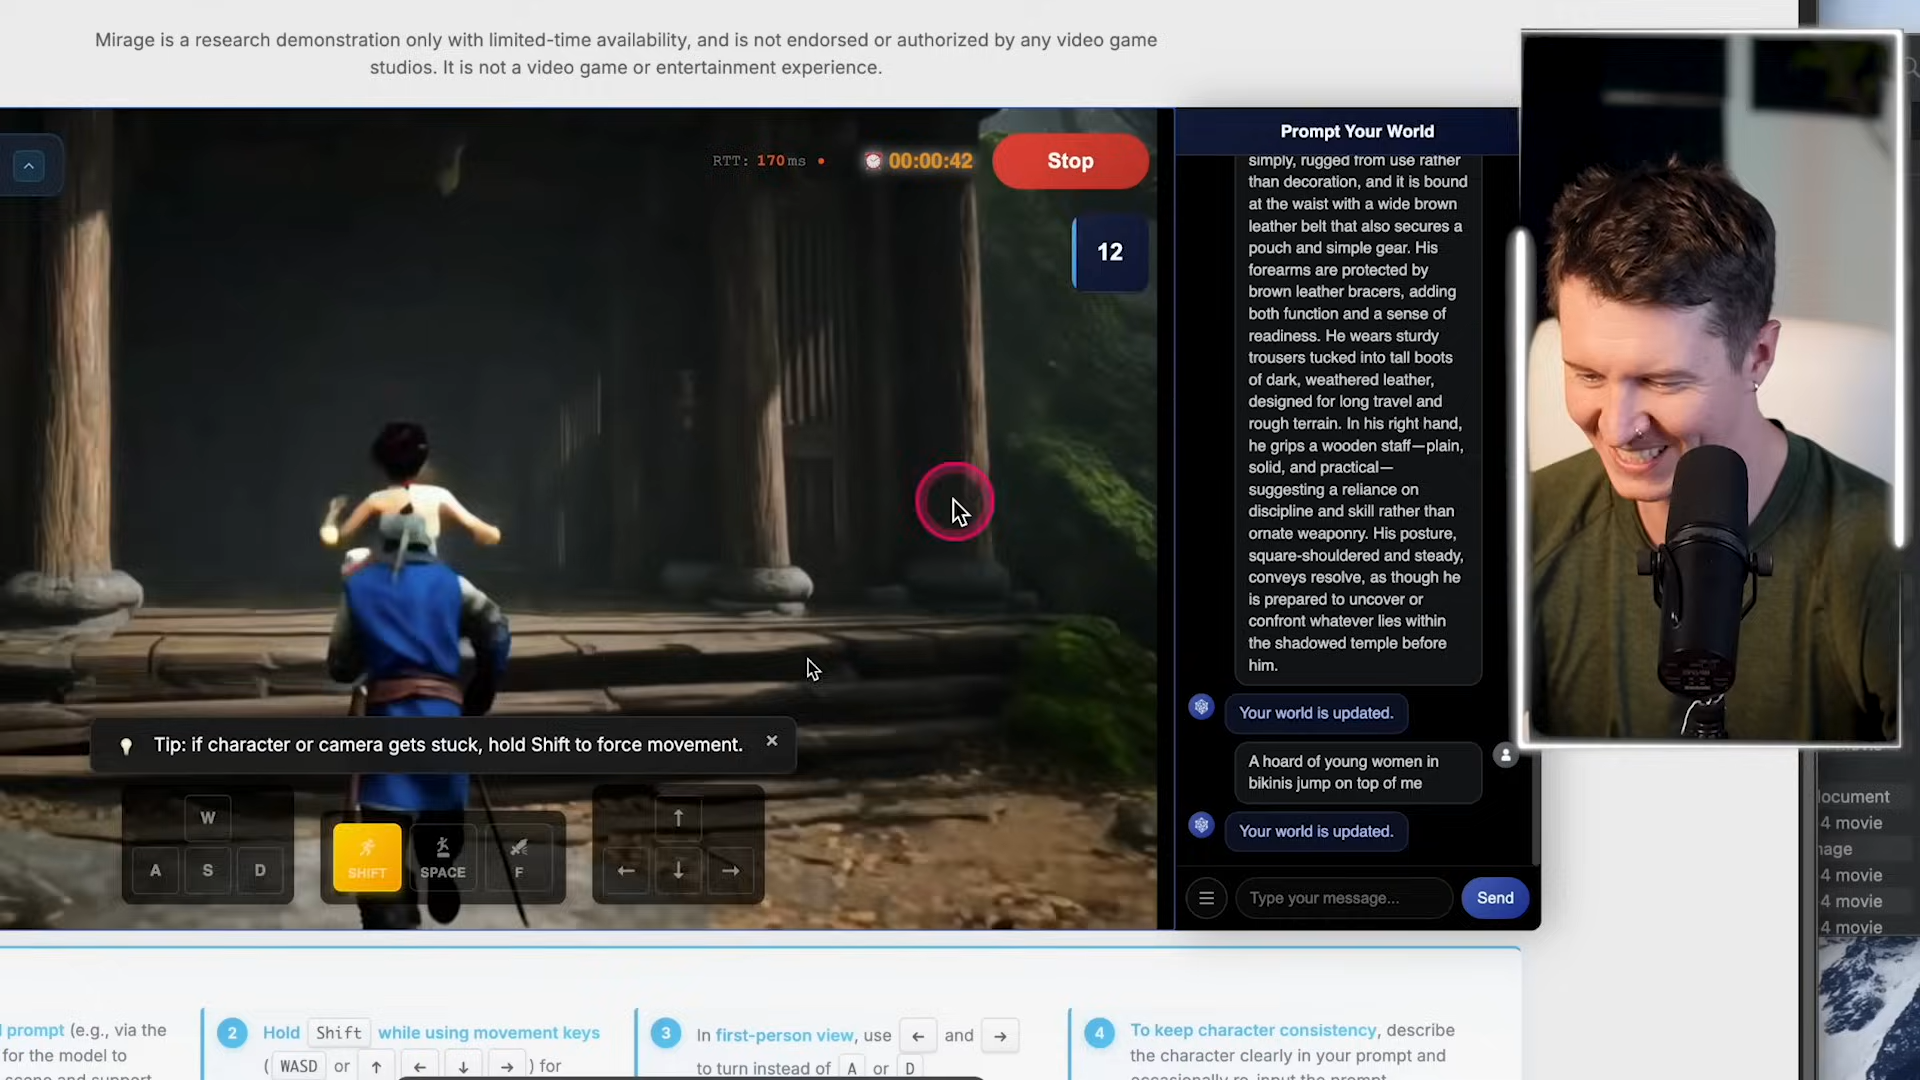 Mirage is a research demonstration only with limited-time availability, and is not endorsed or authorized by any video game
studios. It is not a video game or entertainment experience.
RTT: 170ms
00:00:42
Stop
12
Prompt Your World
simply, rugged from use rather
than decoration, and it is bound
at the waist with a wide brown
leather belt that also secures a
pouch and simple gear. His
forearms are protected by
brown leather bracers, adding
both function and a sense of
readiness. He wears sturdy
trousers tucked into tall boots
of dark, weathered leather,
designed for long travel and
rough terrain. In his right hand,
he grips a wooden staff—plain,
solid, and practical—
suggesting a reliance on
discipline and skill rather than
ornate weaponry. His posture,
square-shouldered and steady,
conveys resolve, as though he
is prepared to uncover or
confront whatever lies within
the shadowed temple before
him.
Your world is updated.
A hoard of young women in
bikinis jump on top of me
Your world is updated.
Type your message...
Send
Tip: if character or camera gets stuck, hold Shift to force movement.
W
A S D
SHIFT
SPACE
F
↑
← ↓ →
prompt (e.g., via the
for the model to
scene and support
2 Hold Shift while using movement keys
( WASD or ↑ ← ↓ → ) for
3 In first-person view, use ← and →
to turn instead of A or D
4 To keep character consistency, describe
the character clearly in your prompt and
occasionally re-input the prompt
4 movie
4 movie
4 movie
4 movie